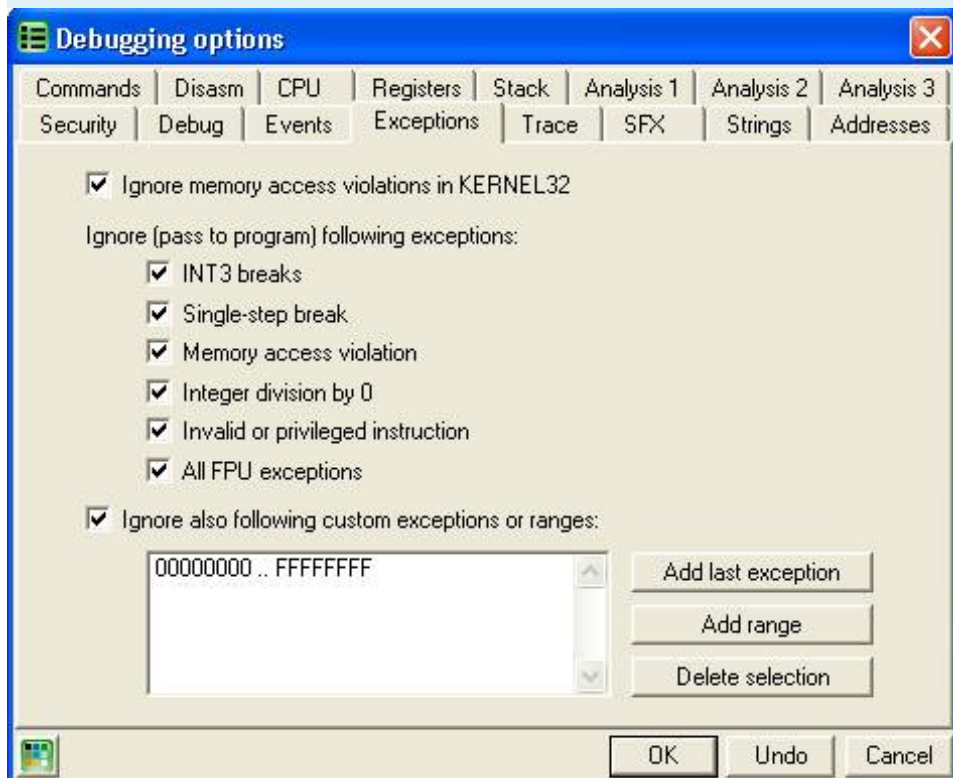 Debugging options
Commands Disasm CPU Registers Stack Analysis 1 Analysis 2 Analysis 3
Security Debug Events Exceptions Trace SFX Strings Addresses
Ignore memory access violations in KERNEL32
Ignore (pass to program) following exceptions:
INT3 breaks
Single-step break
Memory access violation
Integer division by 0
Invalid or privileged instruction
All FPU exceptions
Ignore also following custom exceptions or ranges:
00000000 .. FFFFFFFF
Add last exception
Add range
Delete selection
OK Undo Cancel